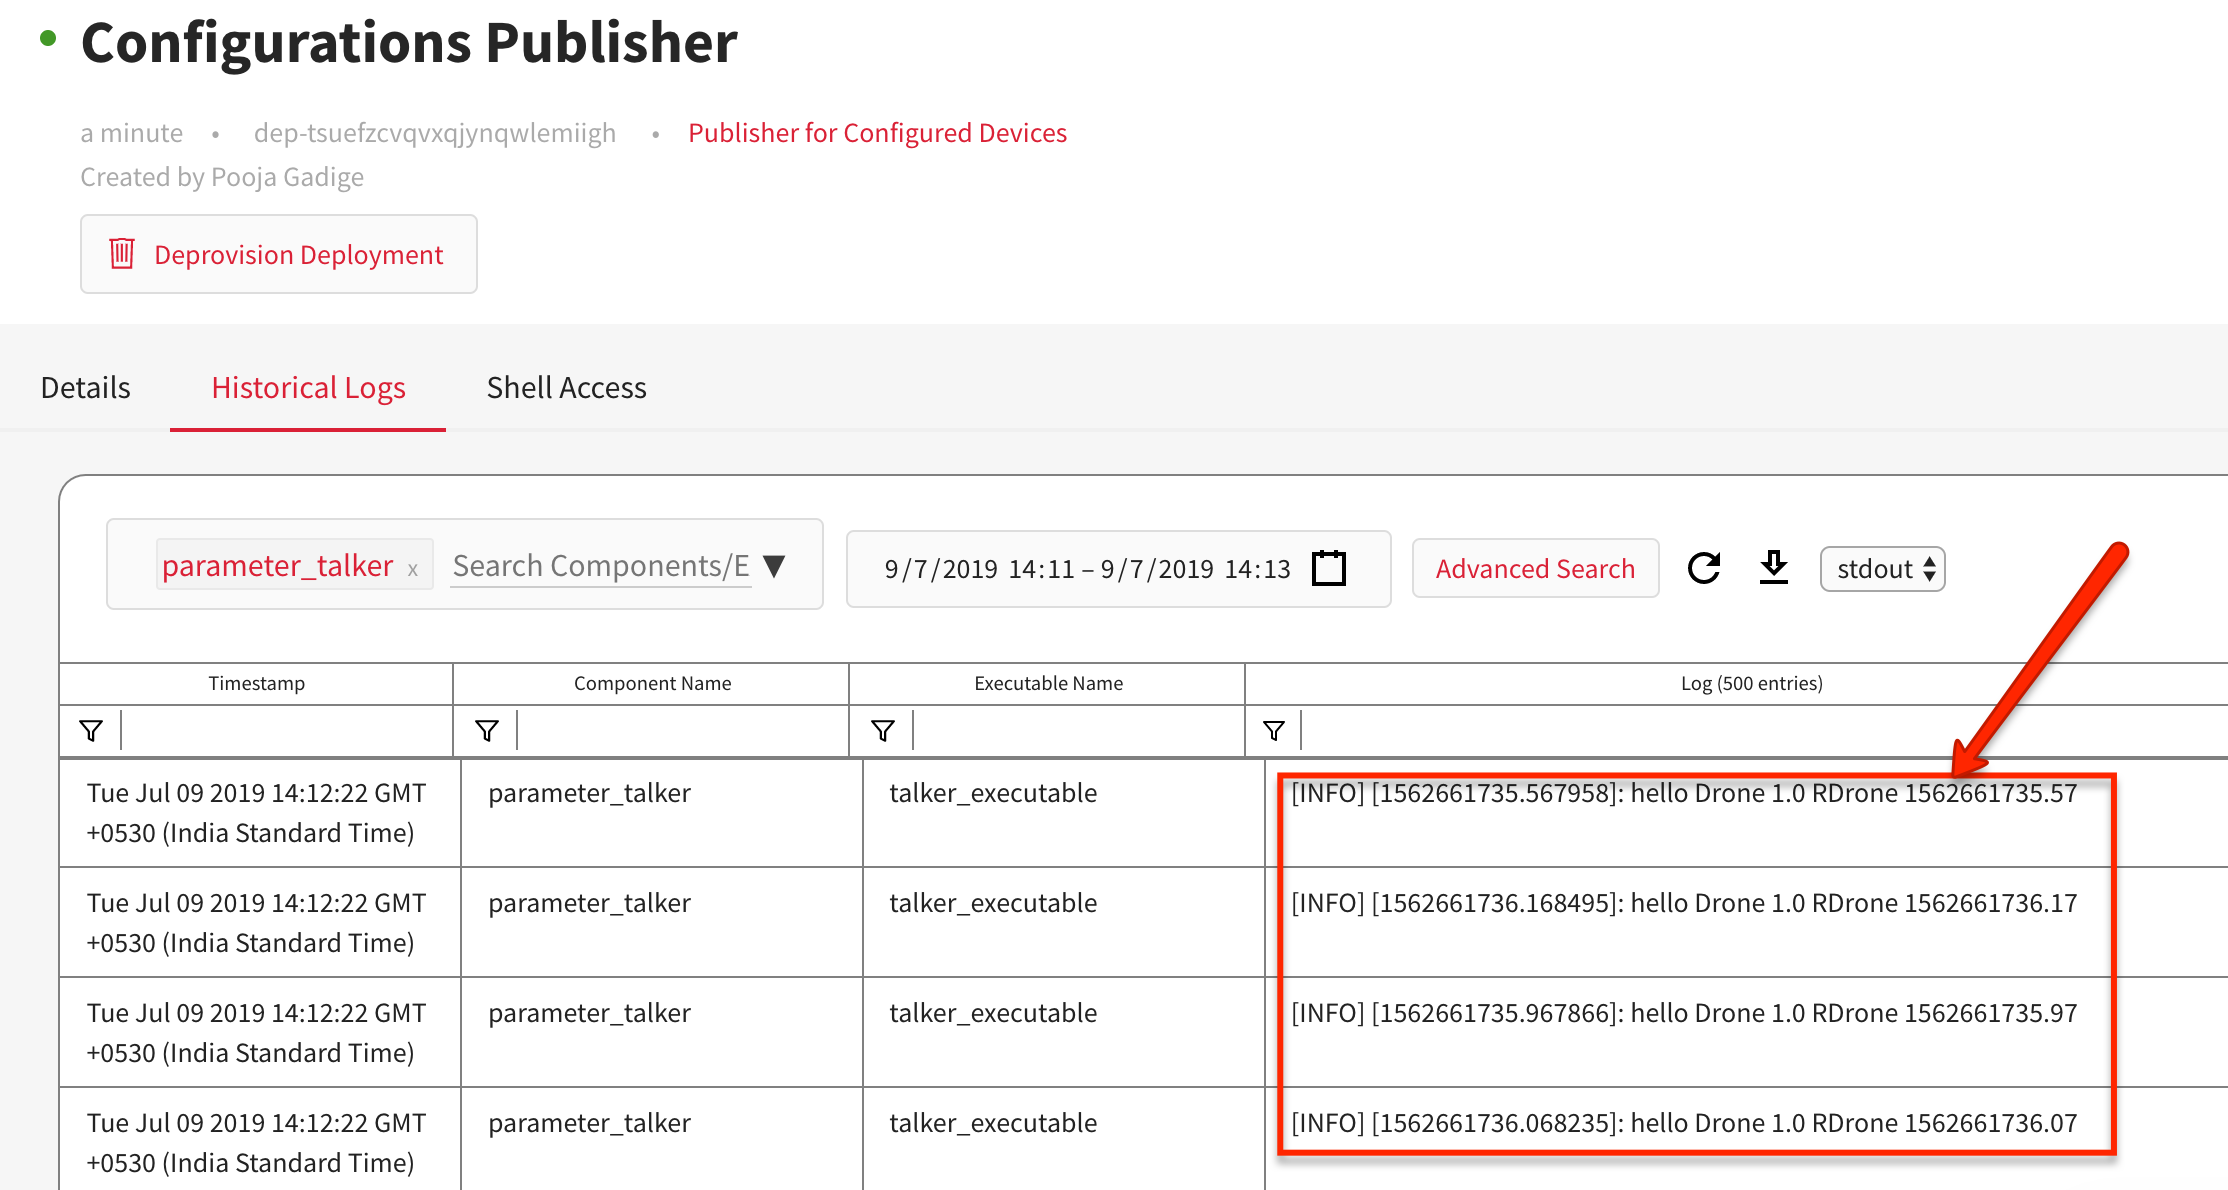 Configurations Publisher
a minute • dep-tsuefzcvqvxqjynqwlemiigh • Publisher for Configured Devices
Created by Pooja Gadige
Deprovision Deployment
Details Historical Logs Shell Access
parameter_talker x Search Components/E 9/7/2019 14:11 – 9/7/2019 14:13 Advanced Search stdout
Timestamp Component Name Executable Name Log (500 entries)
Tue Jul 09 2019 14:12:22 GMT parameter_talker talker_executable [INFO] [1562661735.567958]: hello Drone 1.0 RDrone 1562661735.57
+0530 (India Standard Time)
Tue Jul 09 2019 14:12:22 GMT parameter_talker talker_executable [INFO] [1562661736.168495]: hello Drone 1.0 RDrone 1562661736.17
+0530 (India Standard Time)
Tue Jul 09 2019 14:12:22 GMT parameter_talker talker_executable [INFO] [1562661735.967866]: hello Drone 1.0 RDrone 1562661735.97
+0530 (India Standard Time)
Tue Jul 09 2019 14:12:22 GMT parameter_talker talker_executable [INFO] [1562661736.068235]: hello Drone 1.0 RDrone 1562661736.07
+0530 (India Standard Time)